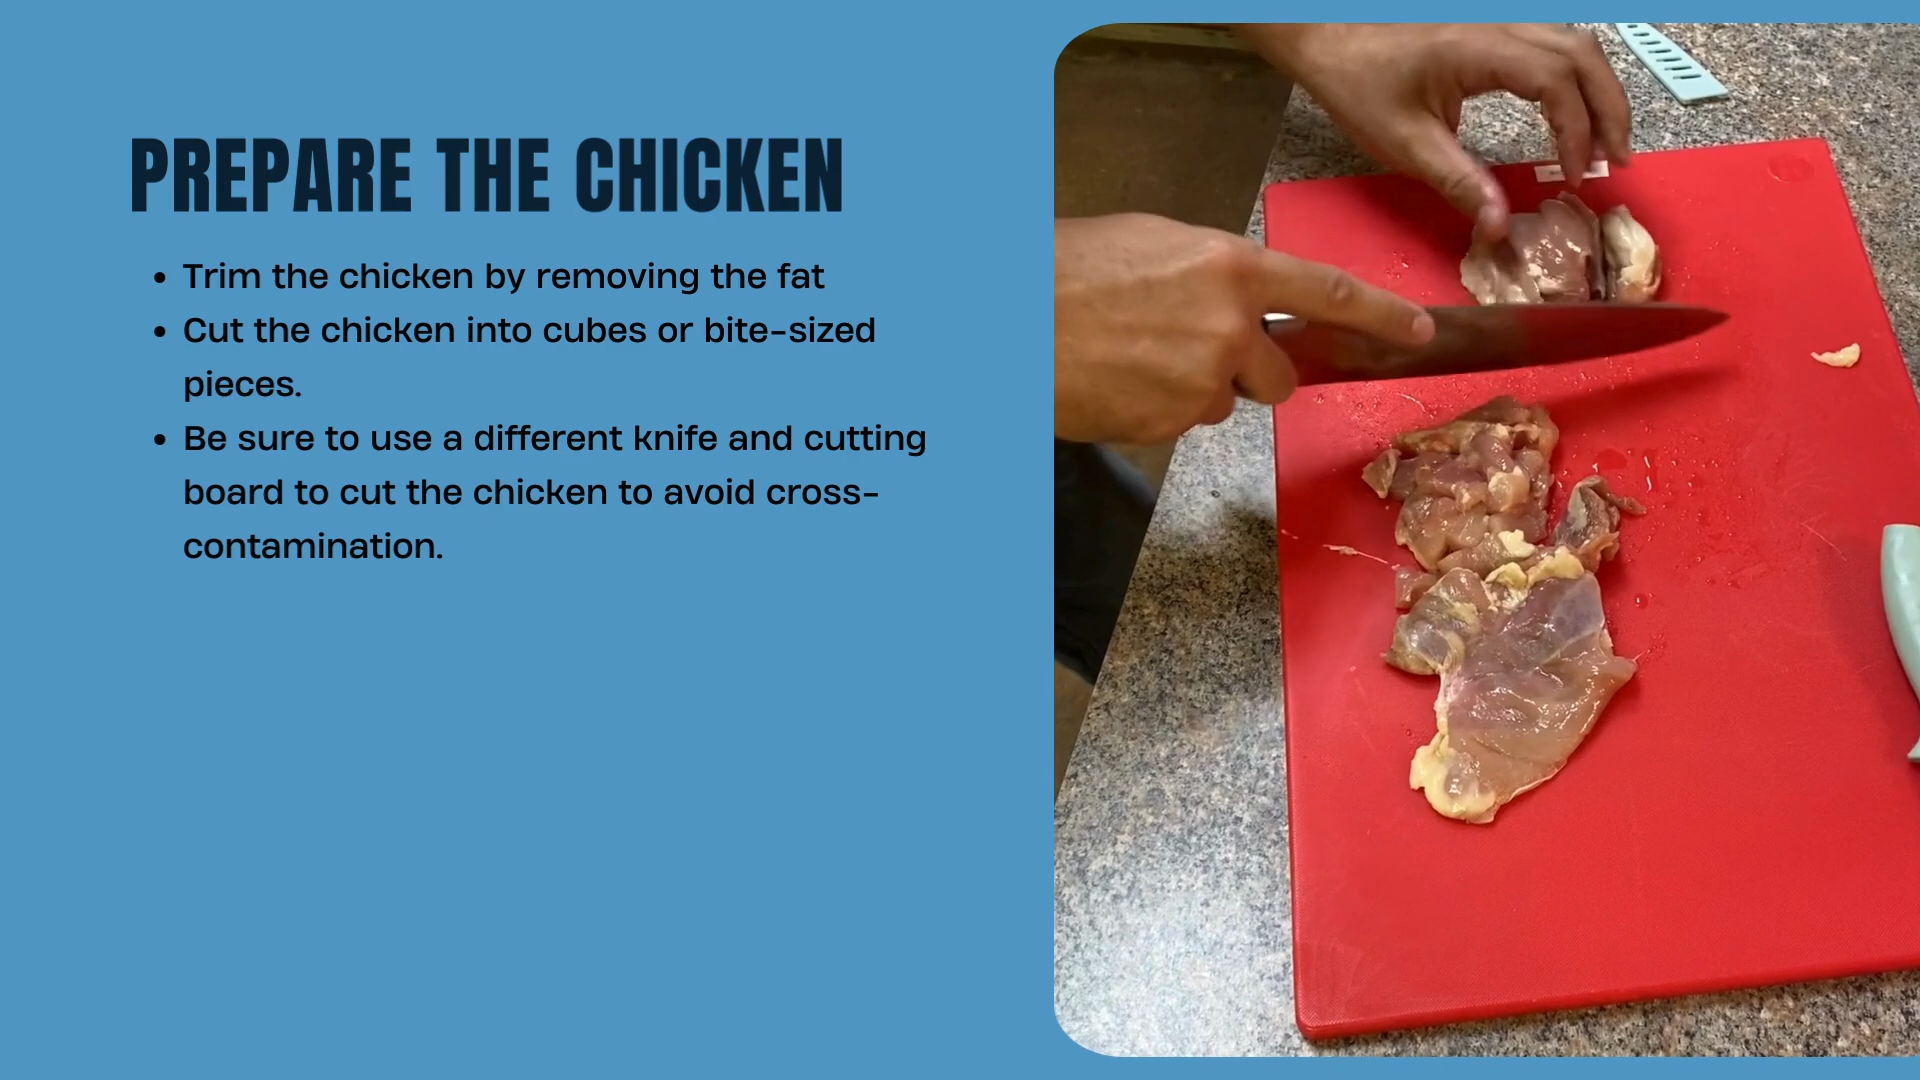 PREPARE THE CHICKEN
• Trim the chicken by removing the fat
• Cut the chicken into cubes or bite-sized
pieces.
• Be sure to use a different knife and cutting
board to cut the chicken to avoid cross-
contamination.